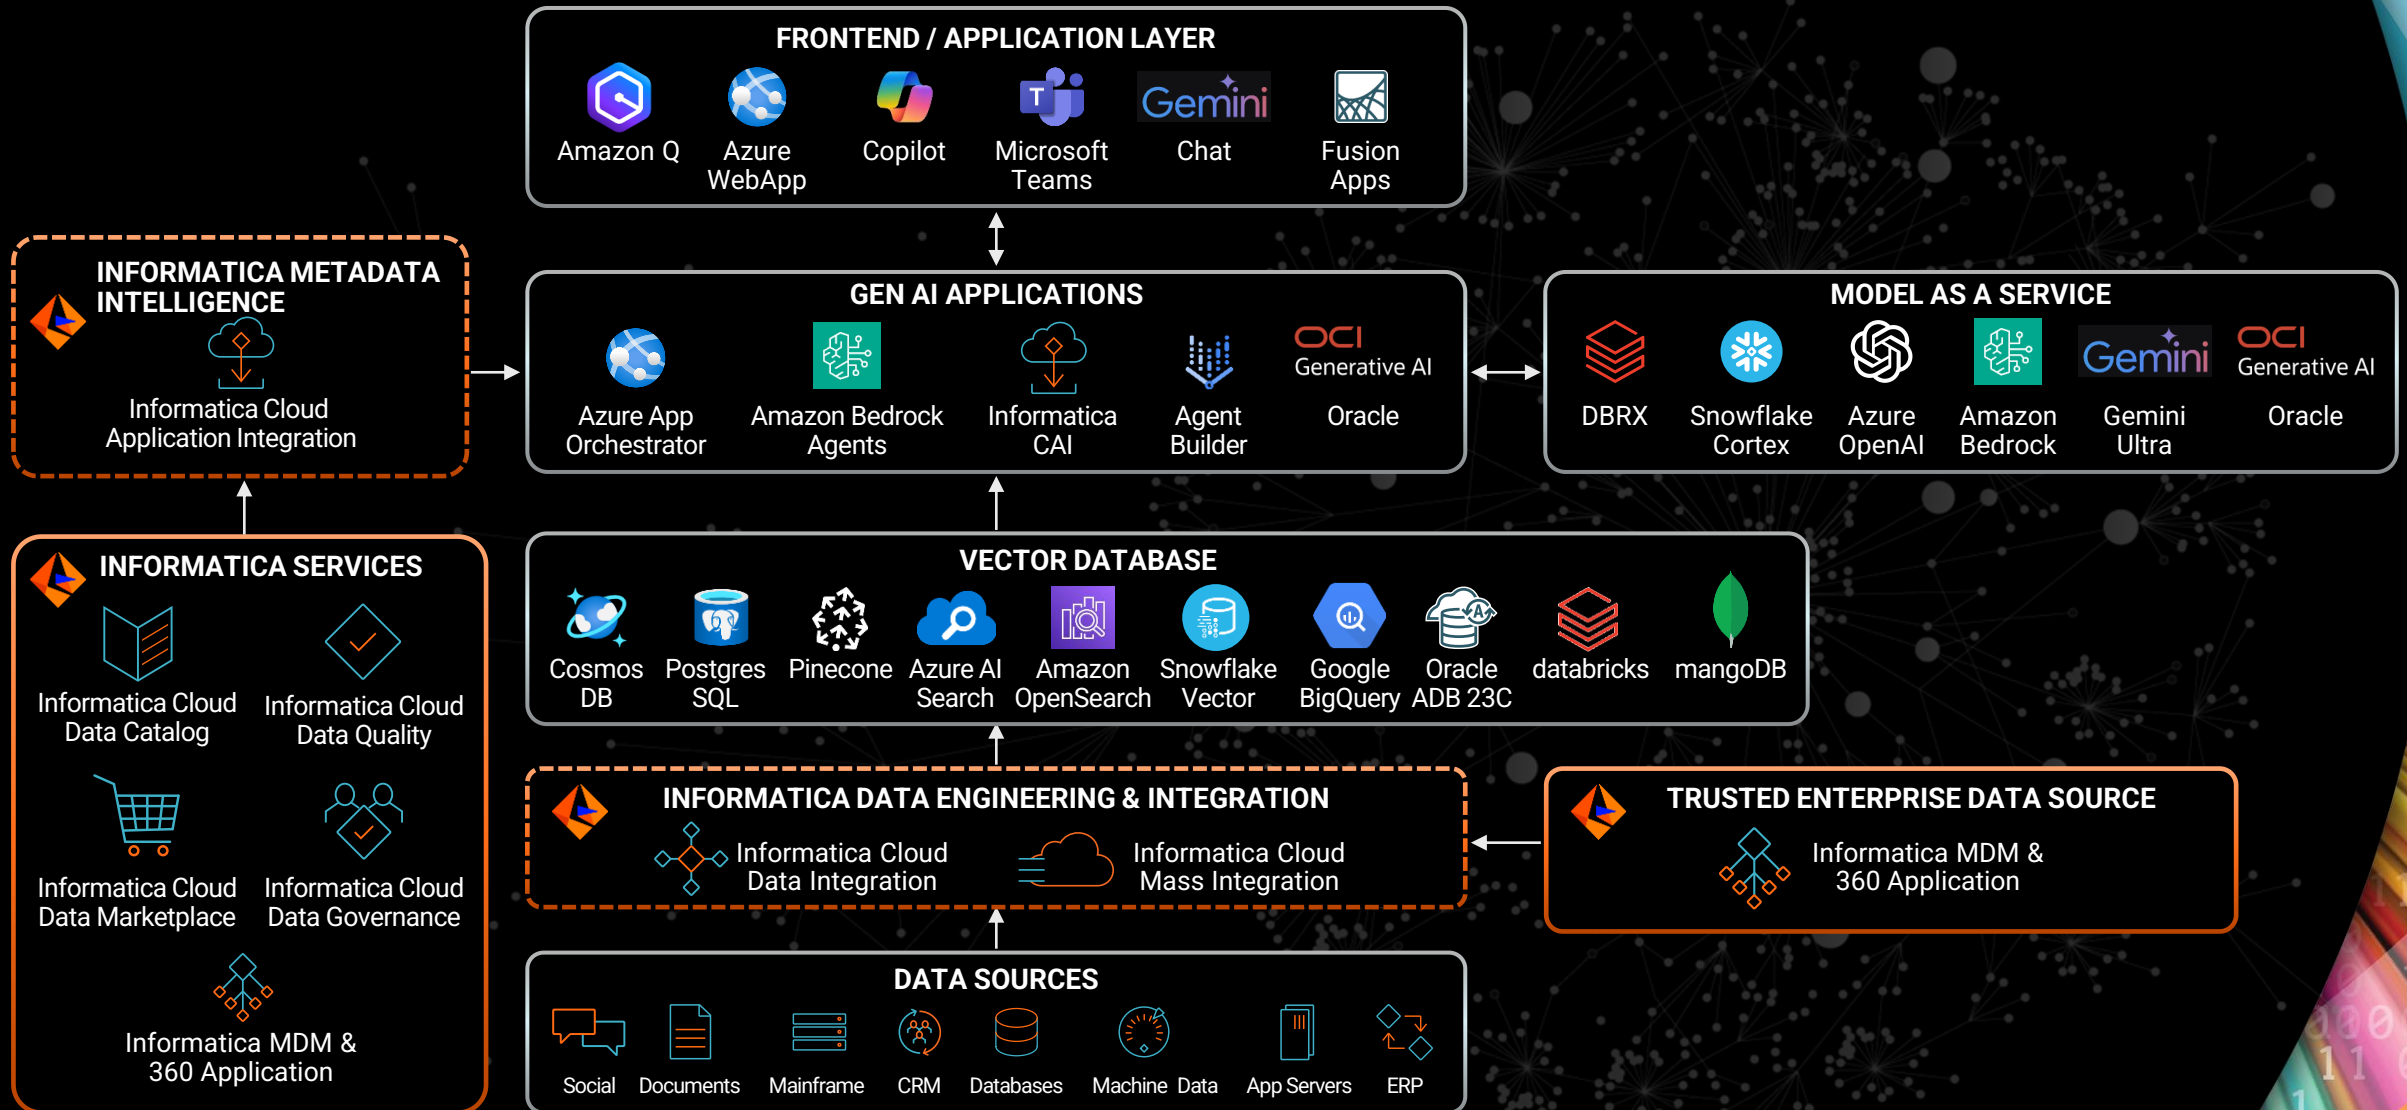 FRONTEND / APPLICATION LAYER
Gemini
Amazon Q
Azure
WebApp
Copilot
T
Microsoft
Teams
Chat
Fusion
Apps
INFORMATICA METADATA
INTELLIGENCE
Informatica Cloud
Application Integration
GEN AI APPLICATIONS
Azure App
Orchestrator
Amazon Bedrock
Agents
Informatica
CAI
Agent
Builder
OCI
Generative AI
Oracle
MODEL AS A SERVICE
DBRX
Snowflake
Cortex
Azure
OpenAI
Amazon
Bedrock
Gemini
Gemini
Ultra
OCI
Generative AI
Oracle
INFORMATICA SERVICES
Informatica Cloud
Data Catalog
Informatica Cloud
Data Quality
Informatica Cloud
Data Marketplace
Informatica Cloud
Data Governance
Informatica MDM &
360 Application
VECTOR DATABASE
Cosmos
DB
Postgres
SQL
Pinecone
Azure AI
Search
Amazon
OpenSearch
Snowflake
Vector
Google
BigQuery
A
Oracle
ADB 23C
databricks
mangoDB
INFORMATICA DATA ENGINEERING & INTEGRATION
Informatica Cloud
Data Integration
Informatica Cloud
Mass Integration
TRUSTED ENTERPRISE DATA SOURCE
Informatica MDM &
360 Application
DATA SOURCES
Social
Documents
Mainframe
CRM
Databases
Machine Data
App Servers
ERP